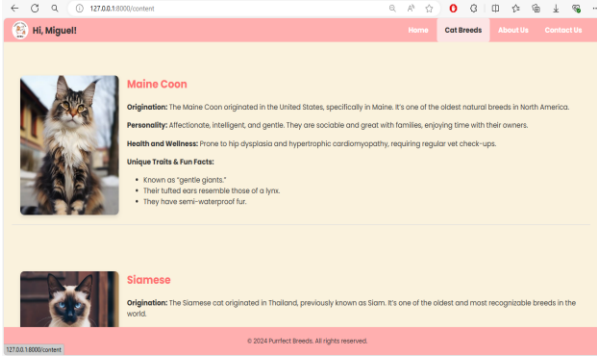 127.0.0.1:8000/content
Hi, Miguel!
Home
Cat Breeds
About Us
Contact Us
Maine Coon
Origination: The Maine Coon originated in the United States, specifically in Maine. It's one of the oldest natural breeds in North America.
Personality: Affectionate, intelligent, and gentle. They are sociable and great with families, enjoying time with their owners.
Health and Wellness: Prone to hip dysplasia and hypertrophic cardiomyopathy, requiring regular vet check-ups.
Unique Traits & Fun Facts:
Known as "gentle giants."
Their tufted ears resemble those of a lynx.
They have semi-waterproof fur.
Siamese
Origination: The Siamese cat originated in Thailand, previously known as Siam. It's one of the oldest and most recognizable breeds in the
world.
© 2024 Purrfect Breeds. All rights reserved.
127.0.0.1:8000/content